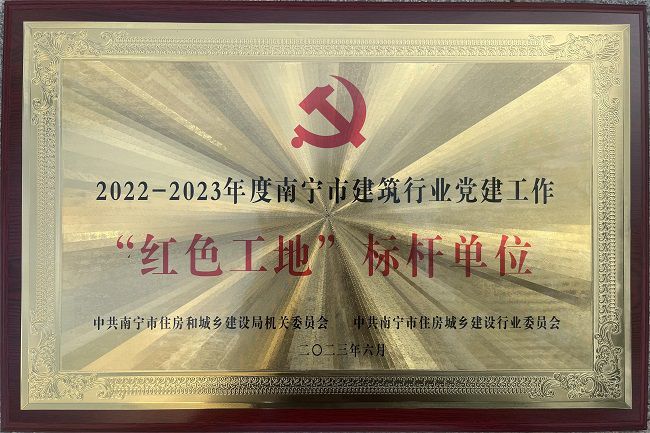 2022-2023年度南宁市建筑行业党建工作
“红色工地”标杆单位
中共南宁市住房和城乡建设局机关委员会 中共南宁市住房城乡建设行业委员会
二〇二三年六月